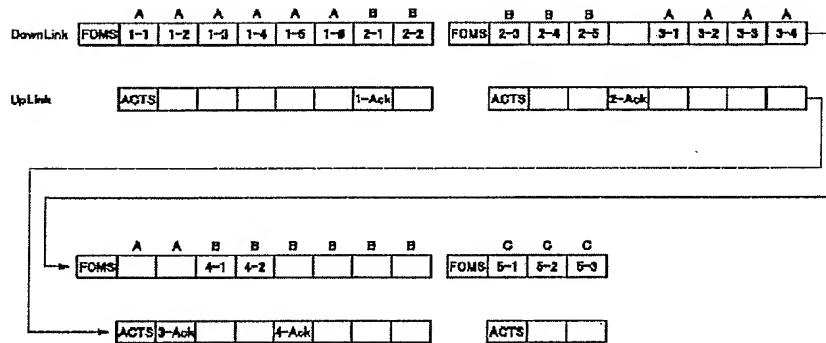 A A A A A A B B B B B A A A A
DownLink FOMS 1-1 1-2 1-3 1-4 1-5 1-6 2-1 2-2 FOMS 2-3 2-4 2-5 3-1 3-2 3-3 3-4
UpLink ACTS 1-Ack ACTS 2-Ack
A A B B B B B B C C C
FOMS 4-1 4-2 FOMS 5-1 5-2 5-3
ACTS 3-Ack 4-Ack ACTS